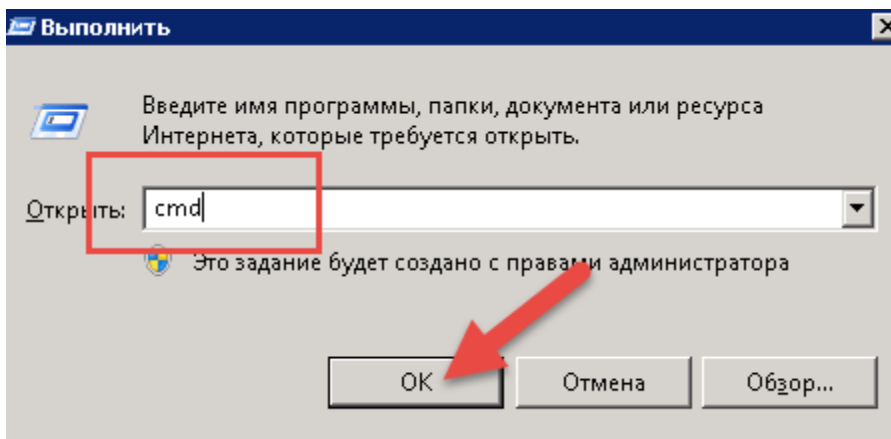 Выполнить
Введите имя программы, папки, документа или ресурса
Интернета, которые требуется открыть.
Открыть: cmd
Это задание будет создано с правами администратора
OK Отмена Обзор...